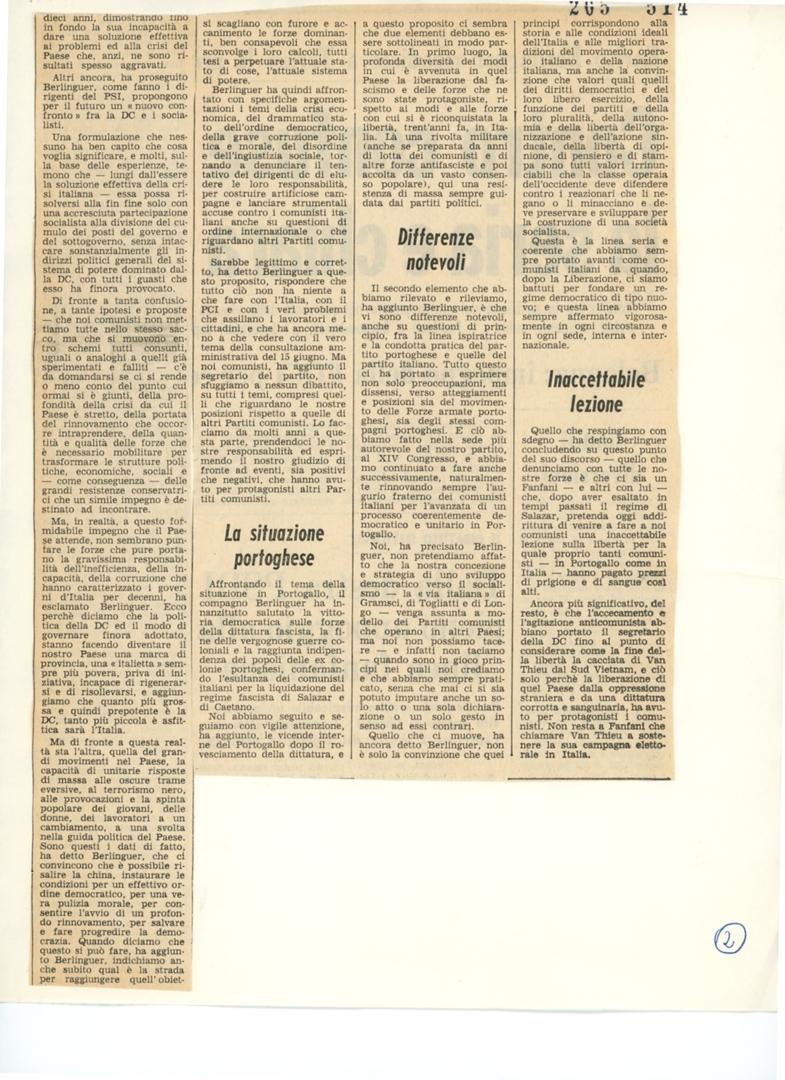 265 514
dieci anni, dimostrando fino
in fondo la sua incapacità a
dare una soluzione effettiva
ai problemi ed alla crisi del
Paese che, anzi, ne sono ri-
sultati spesso aggravati.
Altri ancora, ha proseguito
Berlinguer, come fanno i di-
rigenti del PSI, propongono
per il futuro un « nuovo con-
fronto » fra la DC e i socia-
listi.
Una formulazione che nes-
suno ha ben capito che cosa
voglia significare, e molti, sul-
la base delle esperienze, te-
mono che — lungi dall'essere
la soluzione effettiva della cri-
si italiana — essa possa ri-
solversi alla fin fine solo con
una accresciuta partecipazione
socialista alla divisione del cu-
mulo dei posti del governo e
del sottogoverno, senza intac-
care sonstanzialmente gli in-
dirizzi politici generali del si-
stema di potere dominato dal-
la DC, con tutti i guasti che
esso ha finora provocato.
Di fronte a tanta confusio-
ne, a tante ipotesi e proposte
— che noi comunisti non met-
tiamo tutte nello stesso sac-
co, ma che si muovono en-
tro schemi tutti consunti,
uguali o analoghi a quelli già
sperimentati e falliti — c'è
da domandarsi se ci si rende
o meno conto del punto cui
ormai si è giunti, della pro-
fondità della crisi da cui il
Paese è stretto, della portata
del rinnovamento che occor-
re intraprendere, della quan-
tità e qualità delle forze che
è necessario mobilitare per
trasformare le strutture poli-
tiche, economiche, sociali e
— come conseguenza — delle
grandi resistenze conservatri-
ci che un simile impegno è de-
stinato ad incontrare.
Ma, in realtà, a questo for-
midabile impegno che il Pae-
se attende, non sembrano pun-
tare le forze che pure porta-
no la gravissima responsabi-
lità dell'inefficienza, della in-
capacità, della corruzione che
hanno caratterizzato i governi
d'Italia per decenni, ha
esclamato Berlinguer. Ecco
perchè diciamo che la poli-
tica della DC ed il modo di
governare finora adottato,
stanno facendo diventare il
nostro Paese una marca di
provincia, una « italietta » sem-
pre più povera, priva di ini-
ziativa, incapace di rigenerar-
si e di risollevarsi, e aggiun-
giamo che quanto più gros-
sa e quindi prepotente è la
DC, tanto più piccola e asfit-
tica sarà l'Italia.
Ma di fronte a questa real-
tà sta l'altra, quella dei gran-
di movimenti nel Paese, la
capacità di unitarie risposte
di massa alle oscure trame
eversive, al terrorismo nero,
alle provocazioni e la spinta
popolare dei giovani, delle
donne, dei lavoratori a un
cambiamento, a una svolta
nella guida politica del Paese.
Sono questi i dati di fatto,
ha detto Berlinguer, che ci
convincono che è possibile ri-
salire la china, instaurare le
condizioni per un effettivo or-
dine democratico, per una ve-
ra pulizia morale, per con-
sentire l'avvio di un profon-
do rinnovamento, per salvare
e fare progredire la demo-
crazia. Quando diciamo che
questo si può fare, ha aggiun-
to Berlinguer, indichiamo an-
che subito qual è la strada
per raggiungere quell'obiet-
si scagliano con furore e ac-
canimento le forze dominan-
ti, ben consapevoli che essa
sconvolge i loro calcoli, tutti
tesi a perpetuare l'attuale sta-
to di cose, l'attuale sistema
di potere.
Berlinguer ha quindi affron-
tato con specifiche argomen-
tazioni i temi della crisi eco-
nomica, del drammatico sta-
to dell'ordine democratico,
della grave corruzione poli-
tica e morale, del disordine
e dell'ingiustizia sociale, tor-
nando a denunciare il ten-
tativo dei dirigenti dc di elu-
dere le loro responsabilità,
per costruire artificiose cam-
pagne e lanciare strumentali
accuse contro i comunisti ita-
liani anche su questioni di
ordine internazionale o che
riguardano altri Partiti comu-
nisti.
Sarebbe legittimo e corret-
to, ha detto Berlinguer a que-
sto proposito, rispondere che
tutto ciò non ha niente a
che fare con l'Italia, con il
PCI e con i veri problemi
che assillano i lavoratori e i
cittadini, e che ha ancora me-
no a che vedere con il vero
tema della consultazione am-
ministrativa del 15 giugno. Ma
noi comunisti, ha aggiunto il
segretario del partito, non
sfuggiamo a nessun dibattito,
su tutti i temi, compresi quel-
li che riguardano le nostre
posizioni rispetto a quelle di
altri Partiti comunisti. Lo fac-
ciamo da molti anni a que-
sta parte, prendendoci le no-
stre responsabilità ed espri-
mendo il nostro giudizio di
fronte ad eventi, sia positivi
che negativi, che hanno avu-
to per protagonisti altri Par-
titi comunisti.
La situazione
portoghese
Affrontando il tema della
situazione in Portogallo, il
compagno Berlinguer ha in-
nanzitutto salutato la vitto-
ria democratica sulle forze
della dittatura fascista, la fi-
ne delle vergognose guerre co-
loniali e la raggiunta indipen-
denza dei popoli delle ex co-
lonie portoghesi, conferman-
do l'esultanza dei comunisti
italiani per la liquidazione del
regime fascista di Salazar e
di Caetano.
Noi abbiamo seguito e se-
guiamo con vigile attenzione,
ha aggiunto, le vicende inter-
ne del Portogallo dopo il ro-
vesciamento della dittatura, e
a questo proposito ci sembra
che due elementi debbano es-
sere sottolineati in modo par-
ticolare. In primo luogo, la
profonda diversità dei modi
in cui è avvenuta in quel
Paese la liberazione dal fa-
scismo e delle forze che ne
sono state protagoniste, ri-
spetto ai modi e alle forze
con cui si è riconquistata la
libertà, trent'anni fa, in Ita-
lia. Là una rivolta militare
(anche se preparata da anni
di lotta dei comunisti e di
altre forze antifasciste e poi
accolta da un vasto consen-
so popolare), qui una resi-
stenza di massa sempre gui-
data dai partiti politici.
Differenze
notevoli
Il secondo elemento che ab-
biamo rilevato e rileviamo,
ha aggiunto Berlinguer, è che
vi sono differenze notevoli,
anche su questioni di princi-
pio, fra la linea ispiratrice
e la condotta pratica del par-
tito portoghese e quelle del
partito italiano. Tutto questo
ci ha portato a esprimere
non solo preoccupazioni, ma
dissensi, verso atteggiamenti
e posizioni sia del movimen-
to delle Forze armate porto-
ghesi, sia degli stessi com-
pagni portoghesi. E ciò ab-
biamo fatto nella sede più
autorevole del nostro partito,
al XIV Congresso, e abbia-
mo continuato a fare anche
successivamente, naturalmen-
te rinnovando sempre l'au-
gurio fraterno dei comunisti
italiani per l'avanzata di un
processo coerentemente de-
mocratico e unitario in Por-
togallo.
Noi, ha precisato Berlin-
guer, non pretendiamo affat-
to che la nostra concezione
e strategia di uno sviluppo
democratico verso il sociali-
smo — la « via italiana » di
Gramsci, di Togliatti e di Lon-
go — venga assunta a mo-
dello dei Partiti comunisti
che operano in altri Paesi;
ma noi non possiamo tace-
re — e infatti non taciamo
— quando sono in gioco prin-
cipi nei quali noi crediamo
e che abbiamo sempre prati-
cato, senza che mai ci si sia
potuto imputare anche un so-
lo atto o una sola dichiara-
zione o un solo gesto in
senso ad essi contrari.
Quello che ci muove, ha
ancora detto Berlinguer, non
è solo la convinzione che quei
principi corrispondono alla
storia e alle condizioni ideali
dell'Italia e alle migliori tra-
dizioni del movimento opera-
io italiano e della nazione
italiana, ma anche la convin-
zione che valori quali quelli
dei diritti democratici e del
loro libero esercizio, della
funzione dei partiti e della
loro pluralità, della autono-
mia e della libertà dell'orga-
nizzazione e dell'azione sin-
dacale, della libertà di opi-
nione, di pensiero e di stam-
pa sono tutti valori irrinun-
ciabili che la classe operaia
dell'occidente deve difendere
contro i reazionari che li ne-
gano o li minacciano e de-
ve preservare e sviluppare per
la costruzione di una società
socialista.
Questa è la linea seria e
coerente che abbiamo sem-
pre portato avanti come co-
munisti italiani da quando,
dopo la Liberazione, ci siamo
battuti per fondare un re-
gime democratico di tipo nuo-
vo; e questa linea abbiamo
sempre affermato vigorosa-
mente in ogni circostanza e
in ogni sede, interna e inter-
nazionale.
Inaccettabile
lezione
Quello che respingiamo con
sdegno — ha detto Berlinguer
concludendo su questo punto
del suo discorso — quello che
denunciamo con tutte le no-
stre forze è che ci sia un
Fanfani — e altri con lui —
che, dopo aver esaltato in
tempi passati il regime di
Salazar, pretenda oggi addi-
rittura di venire a fare a noi
comunisti una inaccettabile
lezione sulla libertà per la
quale proprio tanti comuni-
sti — in Portogallo come in
Italia — hanno pagato prezzi
di prigione e di sangue così
alti.
Ancora più significativo, del
resto, è che l'accecamento e
l'agitazione anticomunista ab-
biano portato il segretario
della DC fino al punto di
considerare come la fine del-
la libertà la cacciata di Van
Thieu dal Sud Vietnam, e ciò
solo perchè la liberazione di
quel Paese dalla oppressione
straniera e da una dittatura
corrotta e sanguinaria, ha avu-
to per protagonisti i comu-
nisti. Non resta a Fanfani che
chiamare Van Thieu a soste-
nere la sua campagna eletto-
rale in Italia.
2